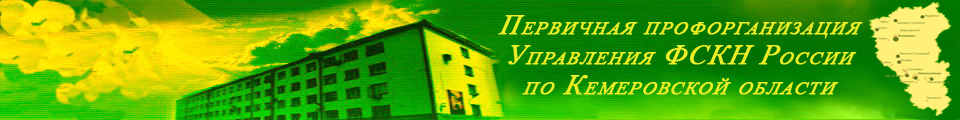 Первичная профорганизация
Управления ФСКН России
по Кемеровской области